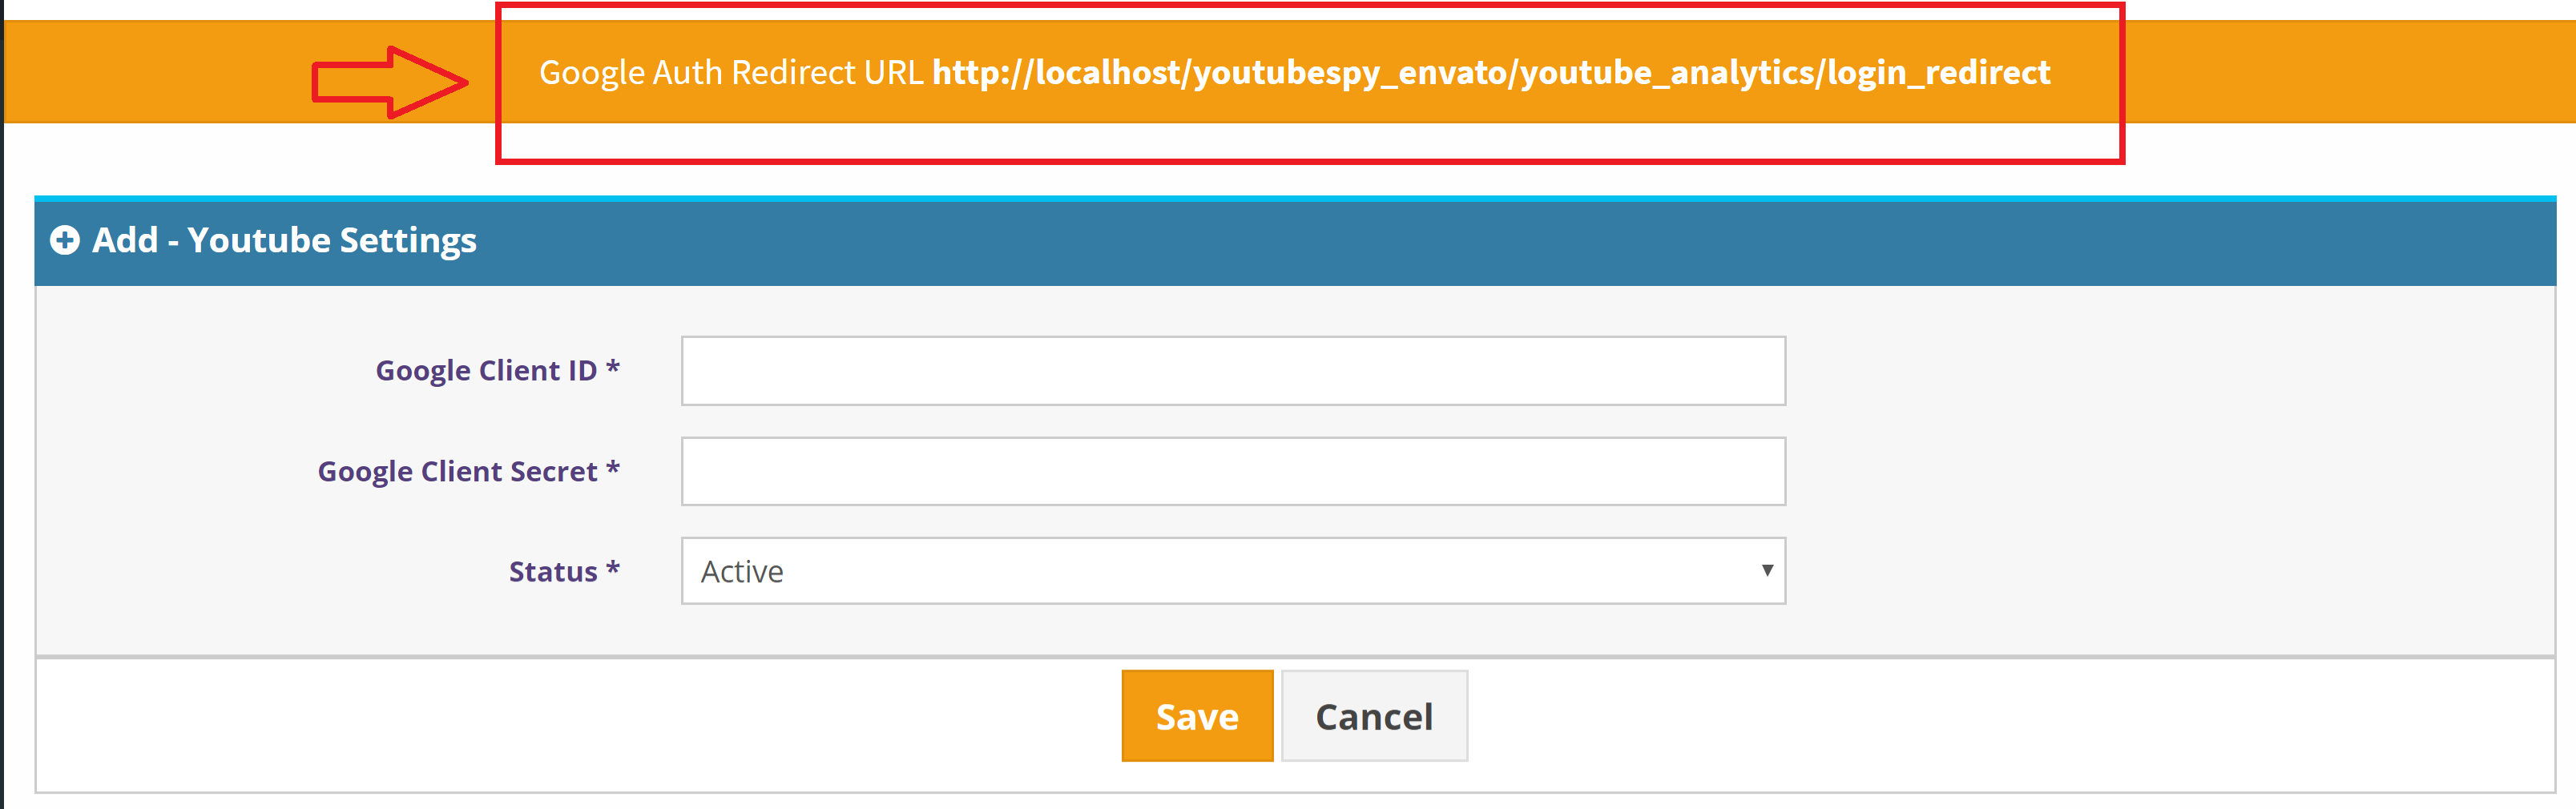 Google Auth Redirect URL http://localhost/youtubespy_envato/youtube_analytics/login_redirect
Add - Youtube Settings
Google Client ID *
Google Client Secret *
Status *
Active
Save
Cancel